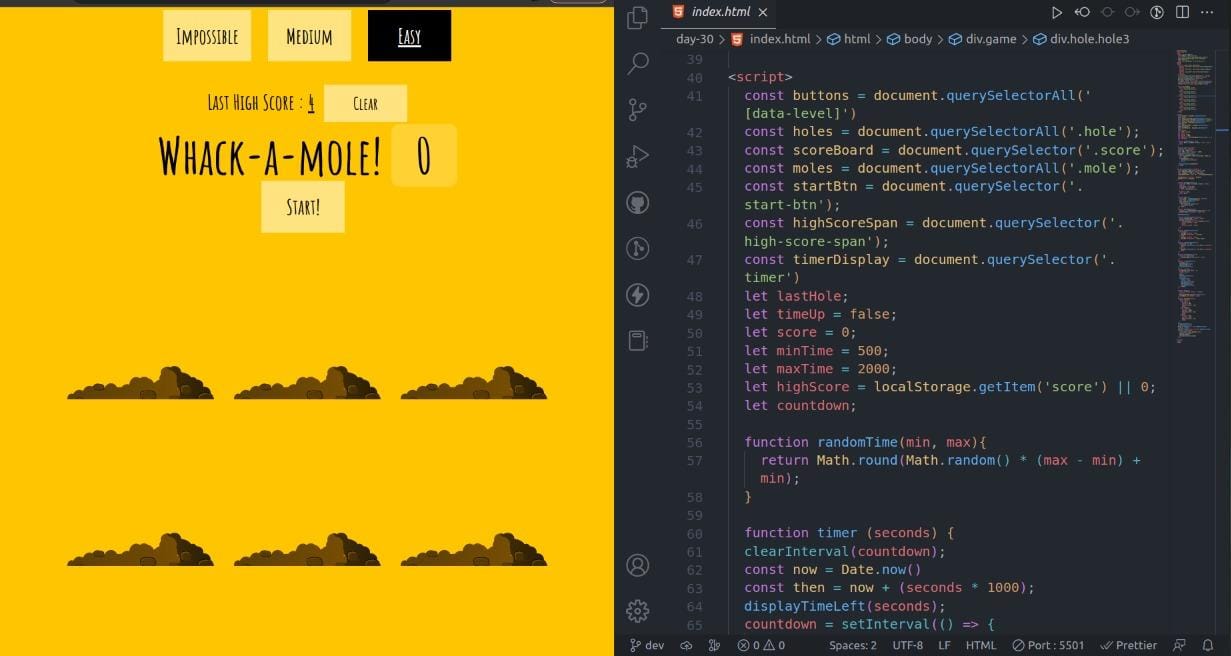 Impossible Medium Easy
Last High Score : 4 Clear
Whack-a-mole! 0
Start!
index.html
day-30 > index.html > html > body > div.game > div.hole.hole3
39
40 <script>
41 const buttons = document.querySelectorAll('
[data-level]')
42 const holes = document.querySelectorAll('.hole');
43 const scoreBoard = document.querySelector('.score');
44 const moles = document.querySelectorAll('.mole');
45 const startBtn = document.querySelector('.
start-btn');
46 const highScoreSpan = document.querySelector('.
high-score-span');
47 const timerDisplay = document.querySelector('.
timer')
48 let lastHole;
49 let timeUp = false;
50 let score = 0;
51 let minTime = 500;
52 let maxTime = 2000;
53 let highScore = localStorage.getItem('score') || 0;
54 let countdown;
55
56 function randomTime(min, max){
57 return Math.round(Math.random() * (max - min) +
min);
58 }
59
60 function timer (seconds) {
61 clearInterval(countdown);
62 const now = Date.now()
63 const then = now + (seconds * 1000);
64 displayTimeLeft(seconds);
65 countdown = setInterval(() => {
dev 0 0 Spaces: 2 UTF-8 LF HTML Port : 5501 Prettier